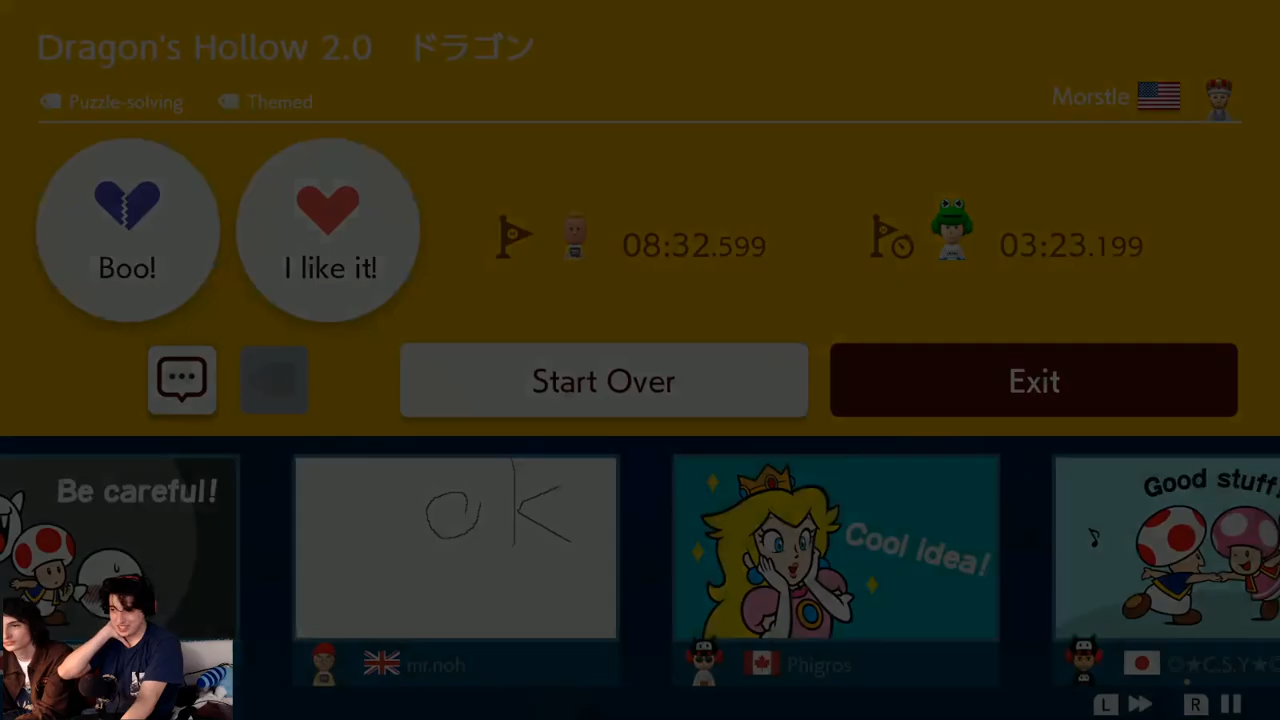 Dragon's Hollow 2.0 ドラゴン
Puzzle-solving Themed
Morstle
Boo!
I like it!
08:32.599
03:23.199
Start Over
Exit
Be careful!
ok
Cool idea!
Good stuff,
mr.noh
Phigros
★C.S.Y★
L
R